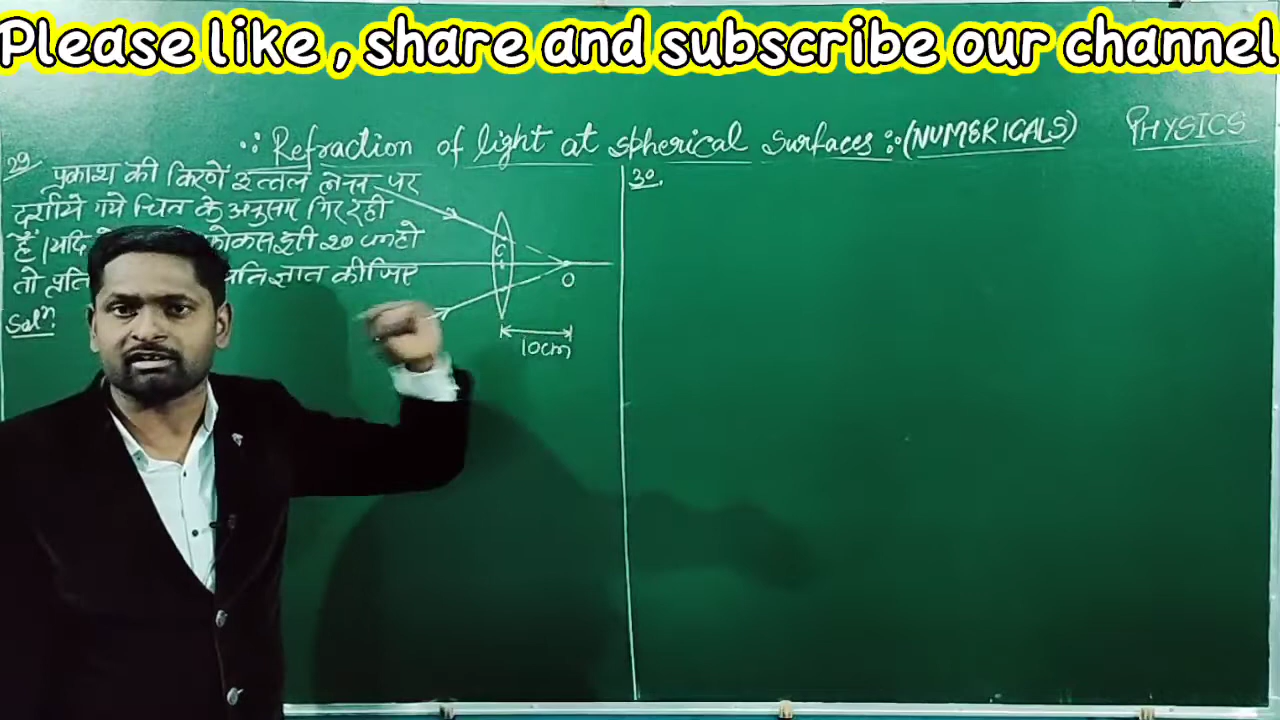 Please like , share and subscribe our channel
PHYSICS
∴ Refraction of light at spherical surfaces ∴ (NUMERICALS)
29
प्रकाश की किरणें उत्तल लेन्स पर
दर्शाये गये चित्र के अनुसार गिर रही
हैं। यदि फोकस दूरी 20 cm हो
तो ज्ञात कीजिए
Solⁿ:
C
O
10cm
30.